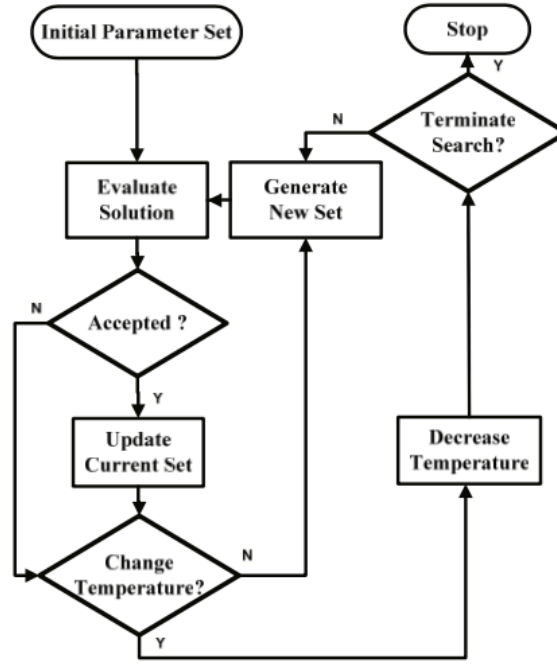 Initial Parameter Set
Stop
Y
Terminate
Search?
N
Evaluate
Solution
Generate
New Set
N
Accepted ?
Y
Update
Current Set
Decrease
Temperature
Change
Temperature?
N
Y